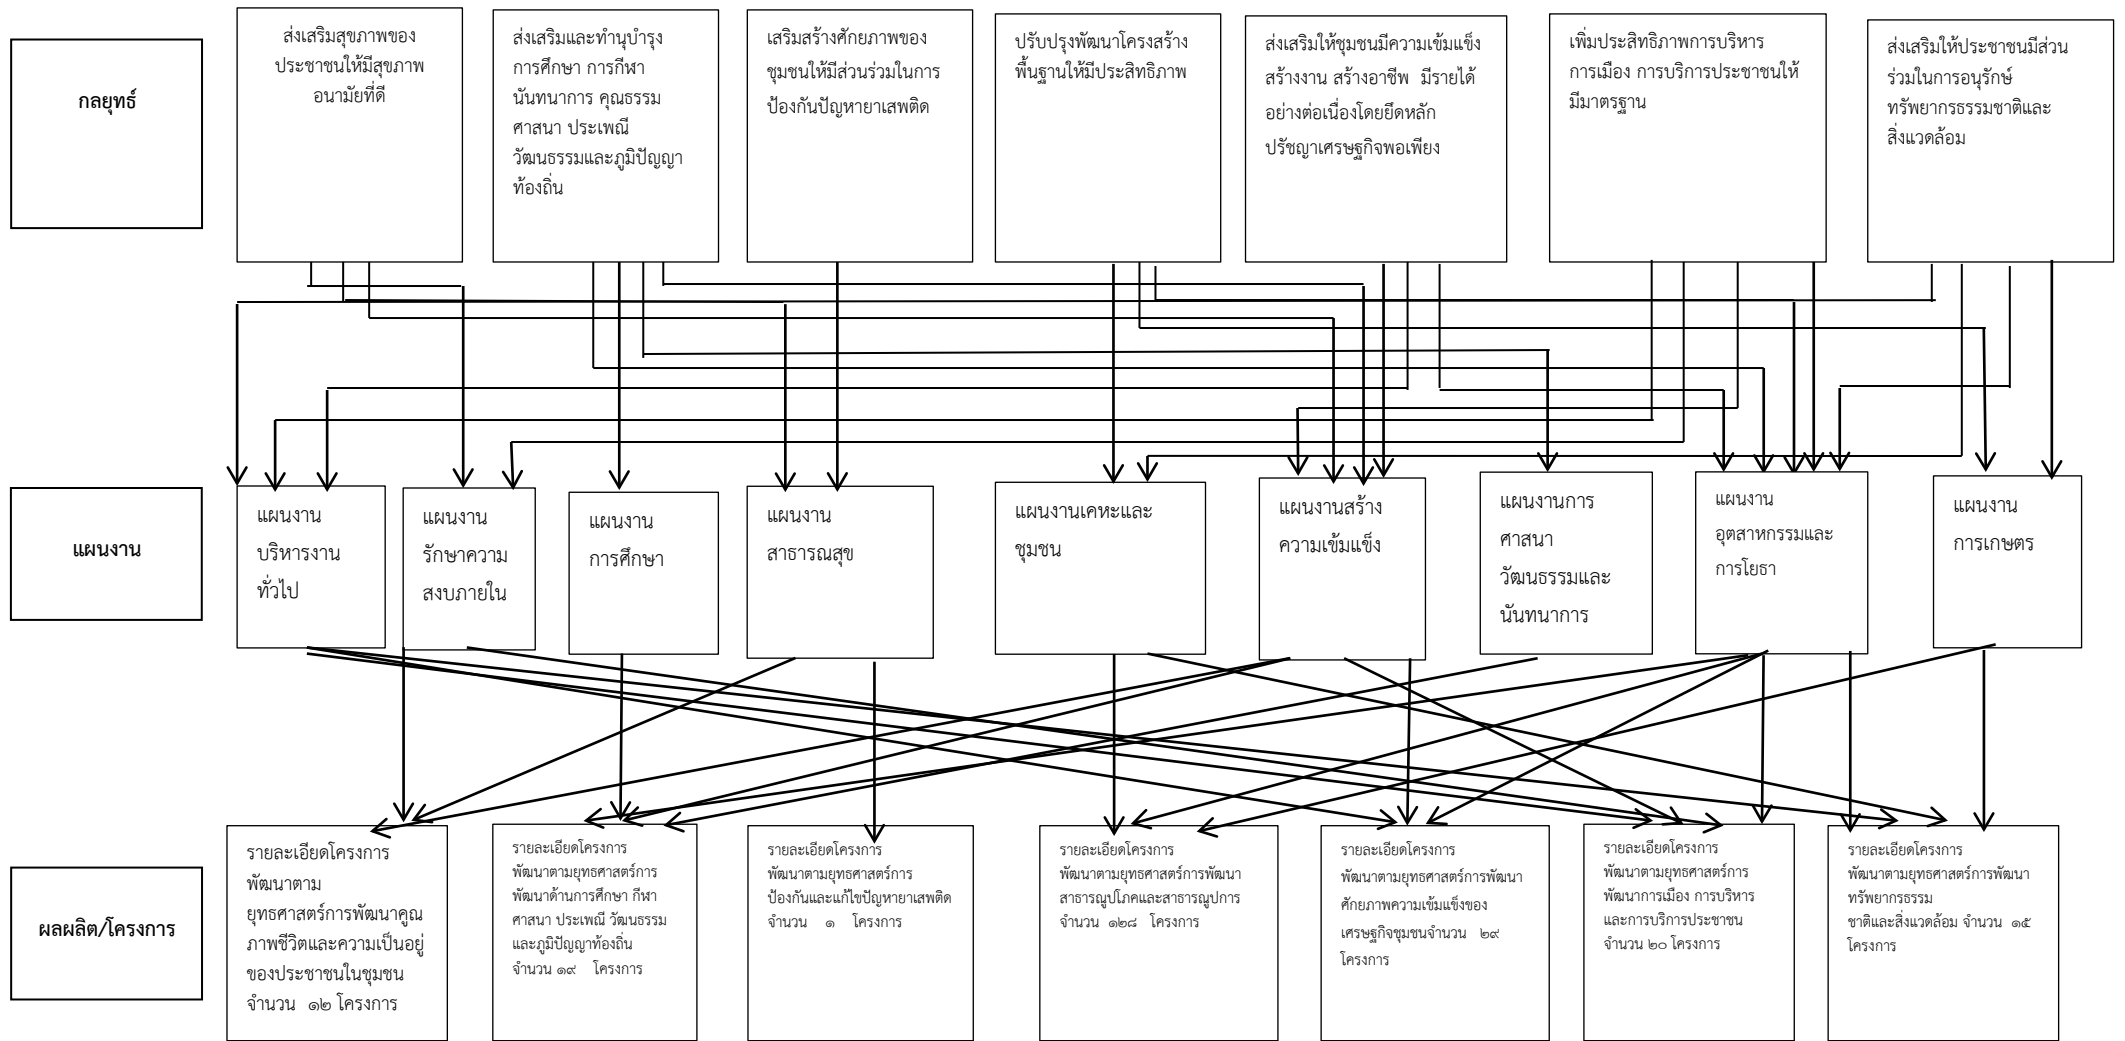 กลยุทธ์
ส่งเสริมสุขภาพของ
ประชาชนให้มีสุขภาพ
อนามัยที่ดี
ส่งเสริมและทำนุบำรุง
การศึกษา การกีฬา
นันทนาการ คุณธรรม
ศาสนา ประเพณี
วัฒนธรรมและภูมิปัญญา
ท้องถิ่น
เสริมสร้างศักยภาพของ
ชุมชนให้มีส่วนร่วมในการ
ป้องกันปัญหายาเสพติด
ปรับปรุงพัฒนาโครงสร้าง
พื้นฐานให้มีประสิทธิภาพ
ส่งเสริมให้ชุมชนมีความเข้มแข็ง
สร้างงาน สร้างอาชีพ มีรายได้
อย่างต่อเนื่องโดยยึดหลัก
ปรัชญาเศรษฐกิจพอเพียง
เพิ่มประสิทธิภาพการบริหาร
การเมือง การบริการประชาชนให้
มีมาตรฐาน
ส่งเสริมให้ประชาชนมีส่วน
ร่วมในการอนุรักษ์
ทรัพยากรธรรมชาติและ
สิ่งแวดล้อม
แผนงาน
แผนงาน
บริหารงาน
ทั่วไป
แผนงาน
รักษาความ
สงบภายใน
แผนงาน
การศึกษา
แผนงาน
สาธารณสุข
แผนงานเคหะและ
ชุมชน
แผนงานสร้าง
ความเข้มแข็ง
แผนงานการ
ศาสนา
วัฒนธรรมและ
นันทนาการ
แผนงาน
อุตสาหกรรมและ
การโยธา
แผนงาน
การเกษตร
ผลผลิต/โครงการ
รายละเอียดโครงการ
พัฒนาตาม
ยุทธศาสตร์การพัฒนาคูณ
ภาพชีวิตและความเป็นอยู่
ของประชาชนในชุมชน
จำนวน ๑๒ โครงการ
รายละเอียดโครงการ
พัฒนาตามยุทธศาสตร์การ
พัฒนาด้านการศึกษา กีฬา
ศาสนา ประเพณี วัฒนธรรม
และภูมิปัญญาท้องถิ่น
จำนวน ๑๙ โครงการ
รายละเอียดโครงการ
พัฒนาตามยุทธศาสตร์การ
ป้องกันและแก้ไขปัญหายาเสพติด
จำนวน ๑ โครงการ
รายละเอียดโครงการ
พัฒนาตามยุทธศาสตร์การพัฒนา
สาธารณูปโภคและสาธารณูปการ
จำนวน ๑๒๘ โครงการ
รายละเอียดโครงการ
พัฒนาตามยุทธศาสตร์การพัฒนา
ศักยภาพความเข้มแข็งของ
เศรษฐกิจชุมชนจำนวน ๒๙
โครงการ
รายละเอียดโครงการ
พัฒนาตามยุทธศาสตร์การ
พัฒนาการเมือง การบริหาร
และการบริการประชาชน
จำนวน ๒๐ โครงการ
รายละเอียดโครงการ
พัฒนาตามยุทธศาสตร์การพัฒนา
ทรัพยากรธรรม
ชาติและสิ่งแวดล้อม จำนวน ๑๕
โครงการ